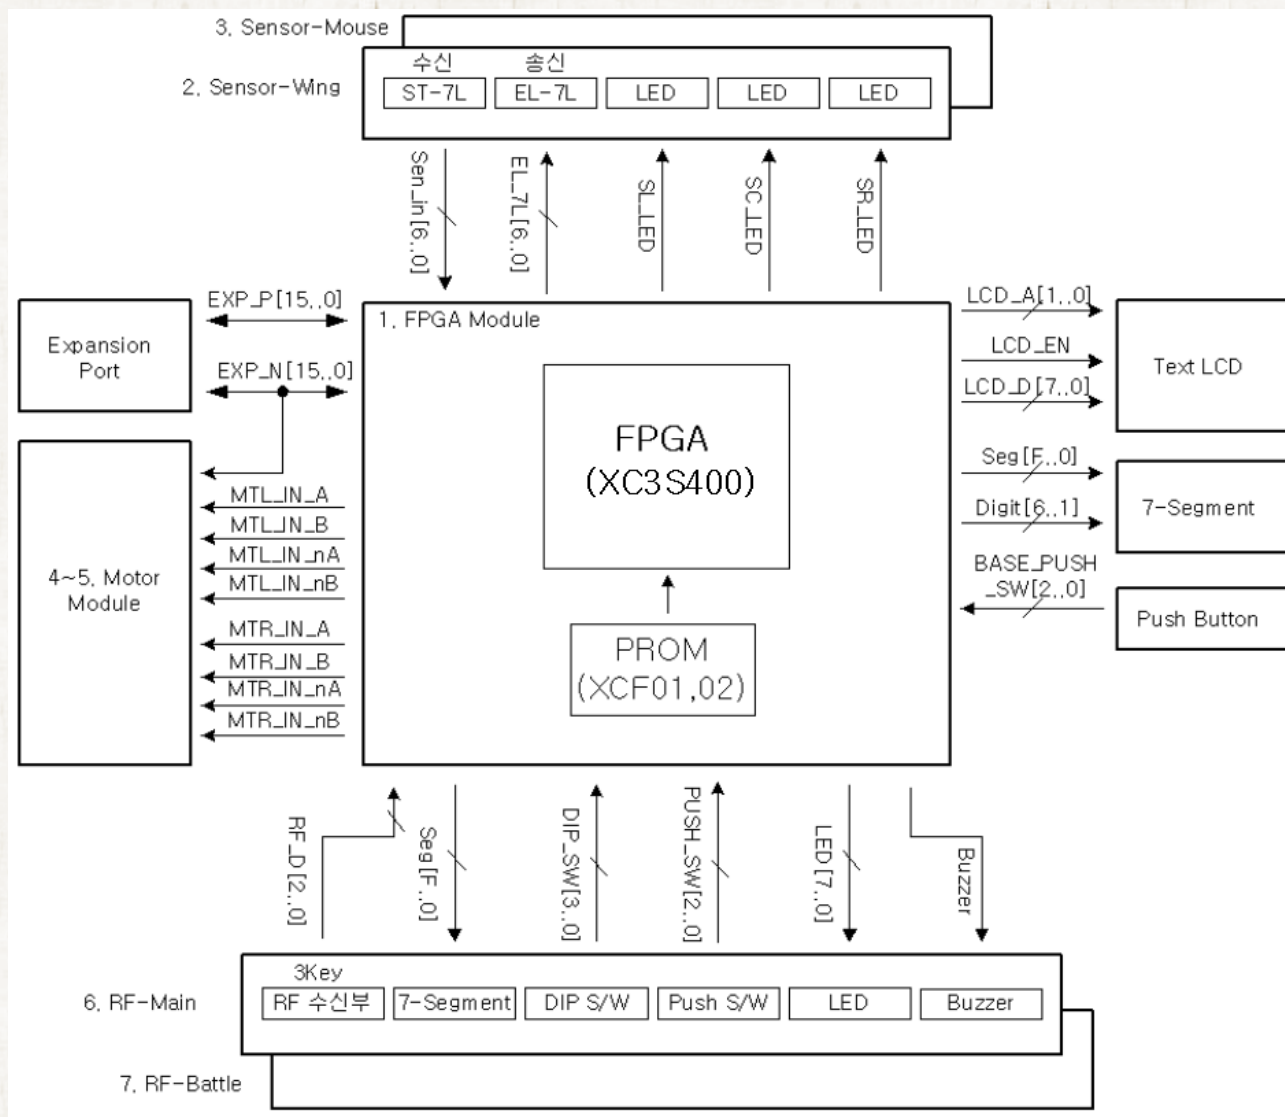 3. Sensor-Mouse
2. Sensor-Wing
수신
송신
ST-7L
EL-7L
LED
LED
LED
Sen_in[6..0]
EL_7L[6..0]
SL_LED
SC_LED
SR_LED
Expansion
Port
EXP_P[15..0]
EXP_N[15..0]
1. FPGA Module
FPGA
(XC3S400)
PROM
(XCF01,02)
LCD_A[1..0]
LCD_EN
LCD_D[7..0]
Text LCD
Seg[F..0]
Digit[6..1]
7-Segment
BASE_PUSH
_SW[2..0]
Push Button
4~5. Motor
Module
MTL_IN_A
MTL_IN_B
MTL_IN_nA
MTL_IN_nB
MTR_IN_A
MTR_IN_B
MTR_IN_nA
MTR_IN_nB
RF_D[2..0]
Seg[F..0]
DIP_SW[3..0]
PUSH_SW[2..0]
LED[7..0]
Buzzer
6. RF-Main
3Key
RF 수신부
7-Segment
DIP S/W
Push S/W
LED
Buzzer
7. RF-Battle